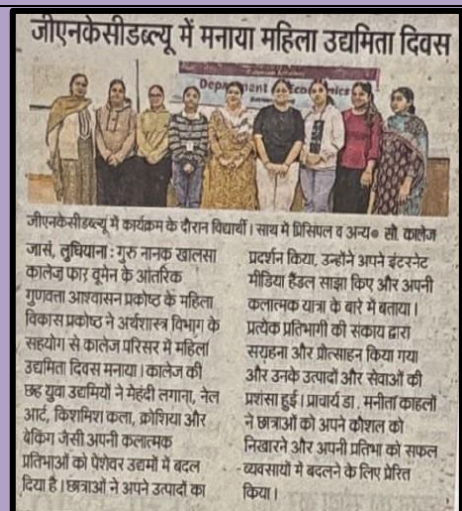 जीएनकेसीडब्ल्यू में मनाया महिला उद्यमिता दिवस
Department Economics
जीएनकेसीडब्ल्यू में कार्यक्रम के दौरान विद्यार्थी। साथ में प्रिंसिपल व अन्य● सौ. कालेज
जासं, लुधियाना : गुरु नानक खालसा
कालेज फार वूमेन के आंतरिक
गुणवत्ता आश्वासन प्रकोष्ठ के महिला
विकास प्रकोष्ठ ने अर्थशास्त्र विभाग के
सहयोग से कालेज परिसर में महिला
उद्यमिता दिवस मनाया। कालेज की
छह युवा उद्यमियों ने मेहंदी लगाना, नेल
आर्ट, किशमिश कला, क्रोशिया और
बेकिंग जैसी अपनी कलात्मक
प्रतिभाओं को पेशेवर उद्यमों में बदल
दिया है। छात्राओं ने अपने उत्पादों का
प्रदर्शन किया, उन्होंने अपने इंटरनेट
मीडिया हैंडल साझा किए और अपनी
कलात्मक यात्रा के बारे में बताया।
प्रत्येक प्रतिभागी की संकाय द्वारा
सराहना और प्रोत्साहन किया गया
और उनके उत्पादों और सेवाओं की
प्रशंसा हुई। प्राचार्य डा. मनीता काहलों
ने छात्राओं को अपने कौशल को
निखारने और अपनी प्रतिभा को सफल
व्यवसायों में बदलने के लिए प्रेरित
किया।